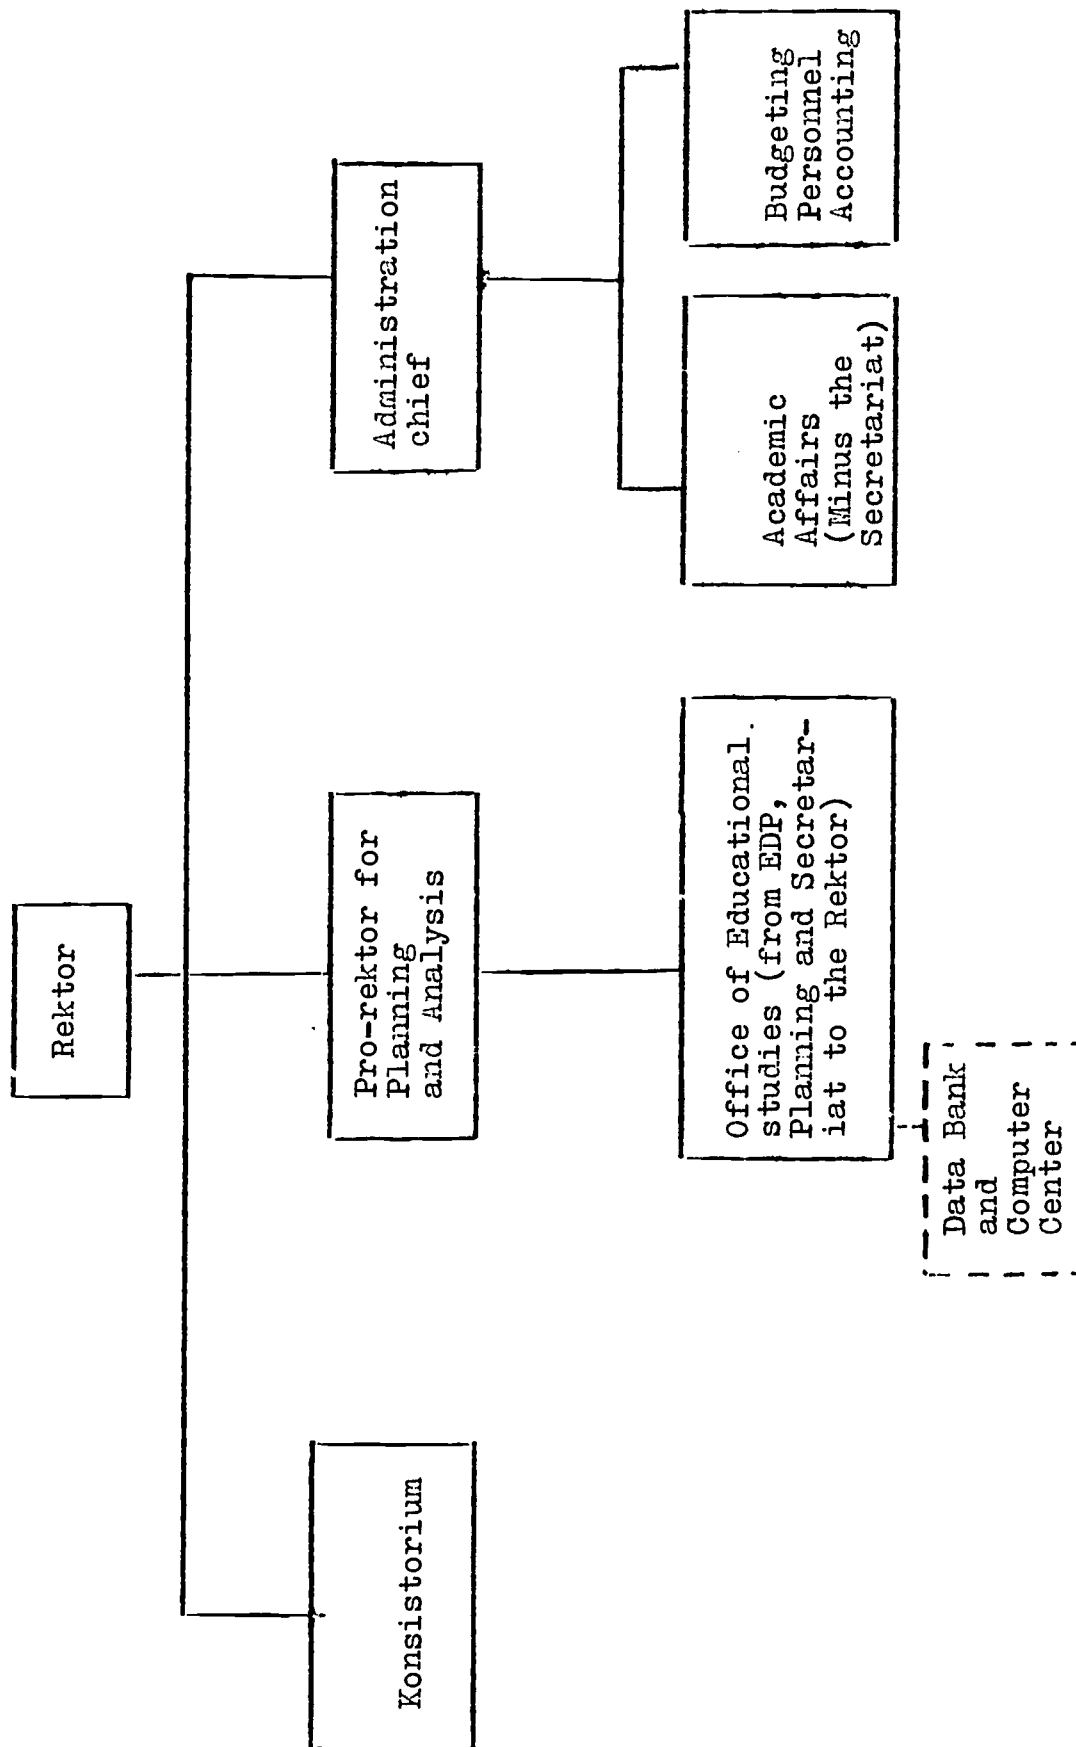 Rektor
Konsistorium
Pro-rektor for
Planning
and Analysis
Administration
chief
Office of Educational.
studies (from EDP,
Planning and Secretar-
iat to the Rektor)
Academic
Affairs
(Minus the
Secretariat)
Budgeting
Personnel
Accounting
Data Bank
and
Computer
Center